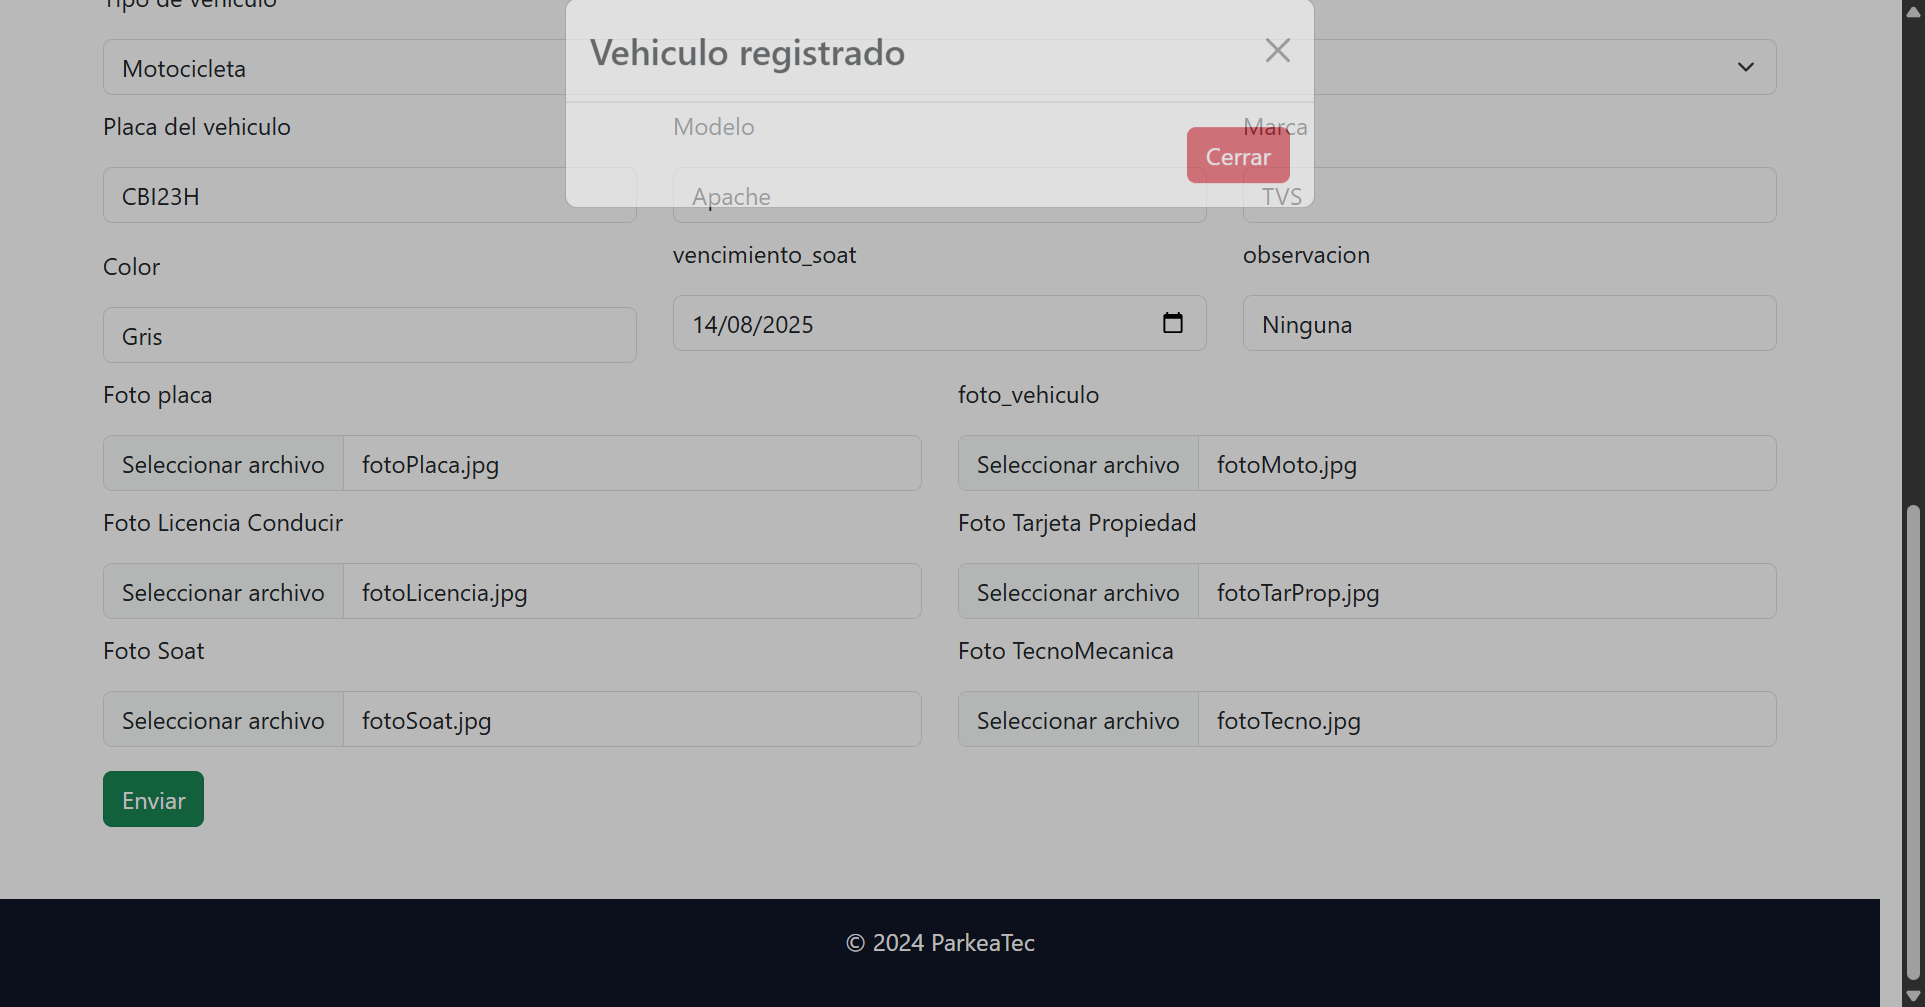 Tipo de vehiculo
Vehiculo registrado
Motocicleta
Placa del vehiculo
Modelo
Marca
Cerrar
CBI23H
Apache
TVS
Color
vencimiento_soat
observacion
Gris
14/08/2025
Ninguna
Foto placa
foto_vehiculo
Seleccionar archivo fotoPlaca.jpg
Seleccionar archivo fotoMoto.jpg
Foto Licencia Conducir
Foto Tarjeta Propiedad
Seleccionar archivo fotoLicencia.jpg
Seleccionar archivo fotoTarProp.jpg
Foto Soat
Foto TecnoMecanica
Seleccionar archivo fotoSoat.jpg
Seleccionar archivo fotoTecno.jpg
Enviar
© 2024 ParkeaTec